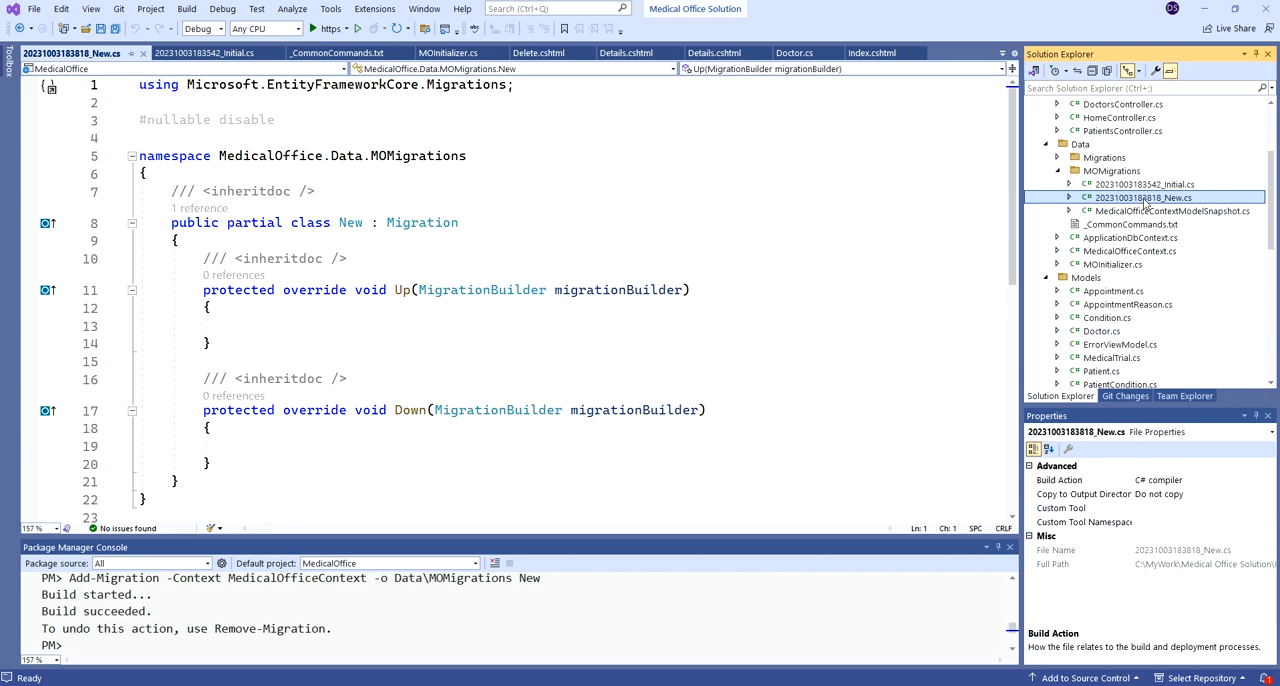 File Edit View Git Project Build Debug Test Analyze Tools Extensions Window Help Search (Ctrl+Q) Medical Office Solution DS
Debug Any CPU https Live Share
Toolbox
20231003183818_New.cs 20231003183542_Initial.cs _CommonCommands.txt MOInitializer.cs Delete.cshtml Details.cshtml Details.cshtml Doctor.cs Index.cshtml
MedicalOffice MedicalOffice.Data.MOMigrations.New Up(MigrationBuilder migrationBuilder)
1 using Microsoft.EntityFrameworkCore.Migrations;
2
3 #nullable disable
4
5 namespace MedicalOffice.Data.MOMigrations
6 {
7 /// <inheritdoc />
1 reference
8 public partial class New : Migration
9 {
10 /// <inheritdoc />
0 references
11 protected override void Up(MigrationBuilder migrationBuilder)
12 {
13
14 }
15
16 /// <inheritdoc />
0 references
17 protected override void Down(MigrationBuilder migrationBuilder)
18 {
19
20 }
21 }
22 }
23
157 % No issues found Ln: 1 Ch: 1 SPC CRLF
Package Manager Console
Package source: All Default project: MedicalOffice
PM> Add-Migration -Context MedicalOfficeContext -o Data\MOMigrations New
Build started...
Build succeeded.
To undo this action, use Remove-Migration.
PM>
157 %
Ready
Solution Explorer
Search Solution Explorer (Ctrl+;)
C# DoctorsController.cs
C# HomeController.cs
C# PatientsController.cs
Data
Migrations
MOMigrations
C# 20231003183542_Initial.cs
C# 20231003183818_New.cs
C# MedicalOfficeContextModelSnapshot.cs
_CommonCommands.txt
C# ApplicationDbContext.cs
C# MedicalOfficeContext.cs
C# MOInitializer.cs
Models
C# Appointment.cs
C# AppointmentReason.cs
C# Condition.cs
C# Doctor.cs
C# ErrorViewModel.cs
C# MedicalTrial.cs
C# Patient.cs
C# PatientCondition.cs
Solution Explorer Git Changes Team Explorer
Properties
20231003183818_New.cs File Properties
Advanced
Build Action C# compiler
Copy to Output Director Do not copy
Custom Tool
Custom Tool Namespace
Misc
File Name 20231003183818_New.cs
Full Path C:\MyWork\Medical Office Solution\
Build Action
How the file relates to the build and deployment processes.
Add to Source Control Select Repository 1